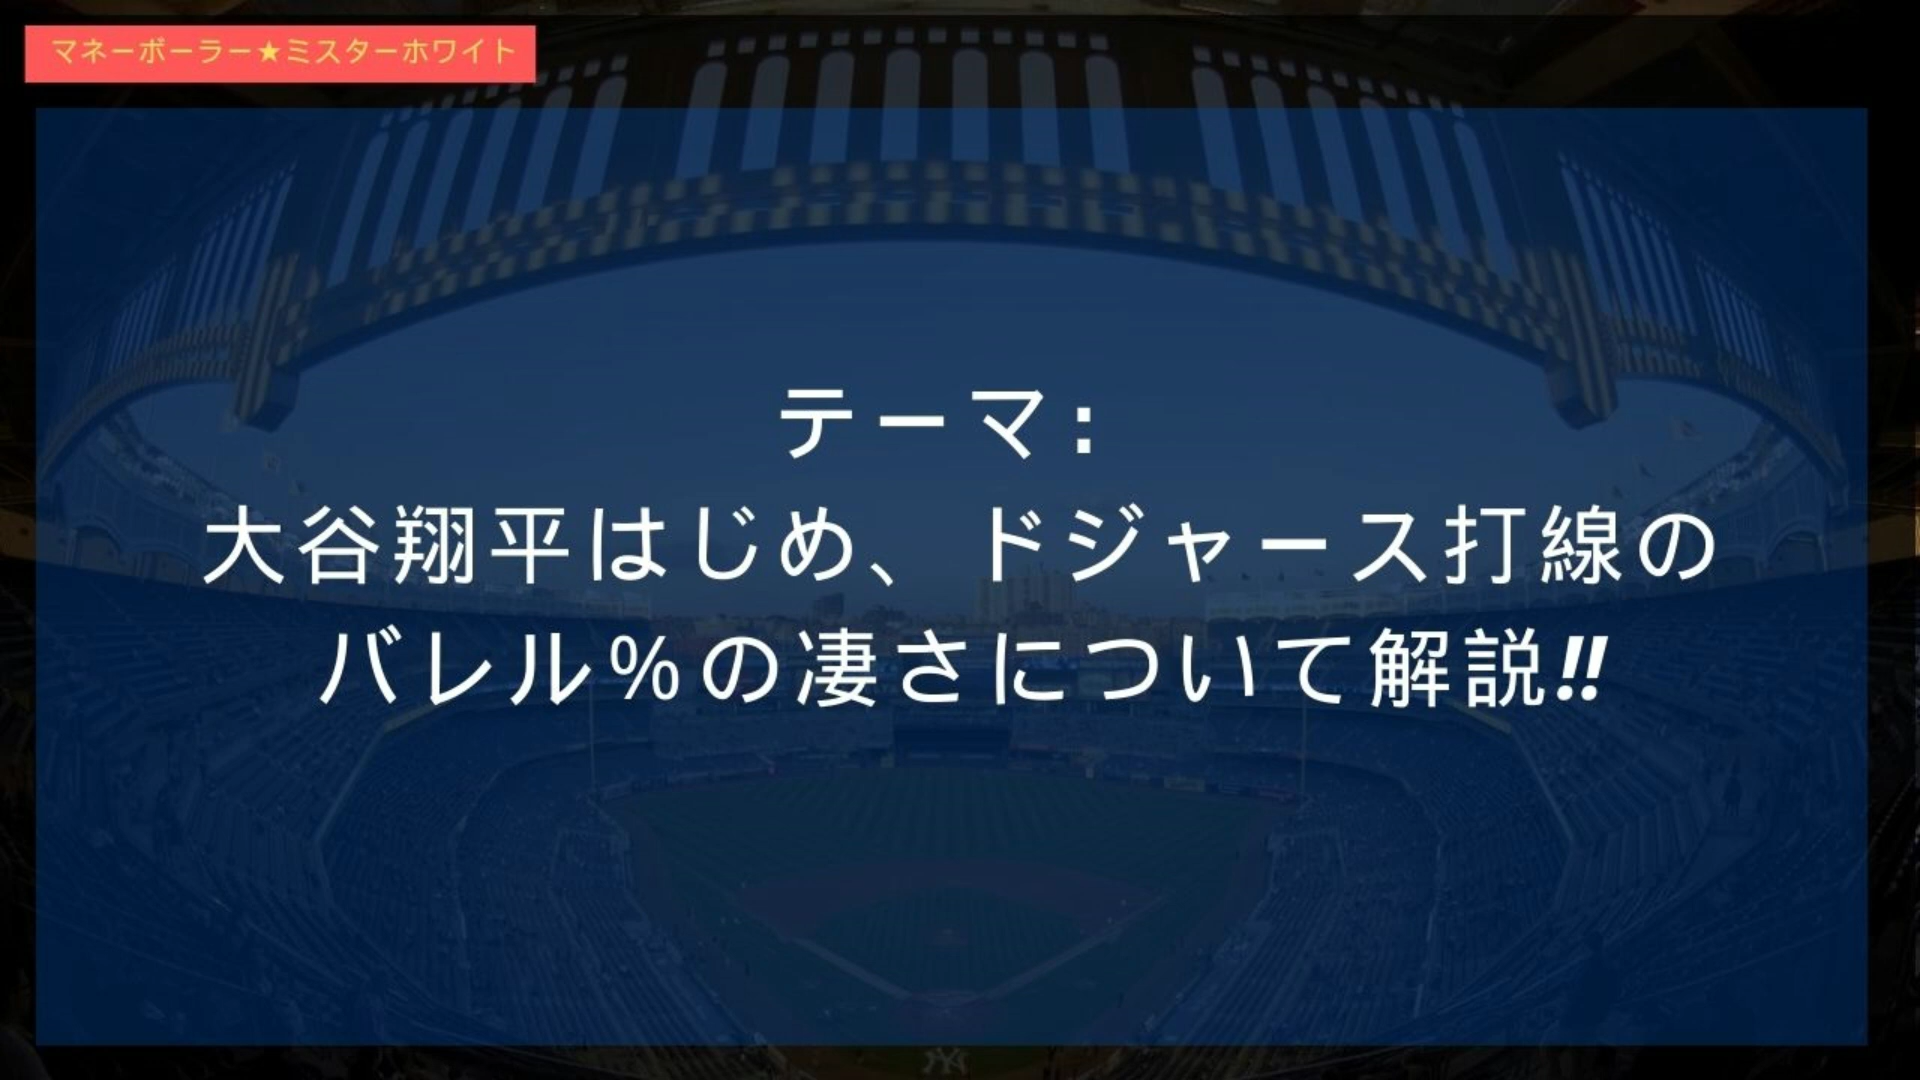 マネーボーラー★ミスターホワイト
テーマ:
大谷翔平はじめ、ドジャース打線の
バレル%の凄さについて解説!!